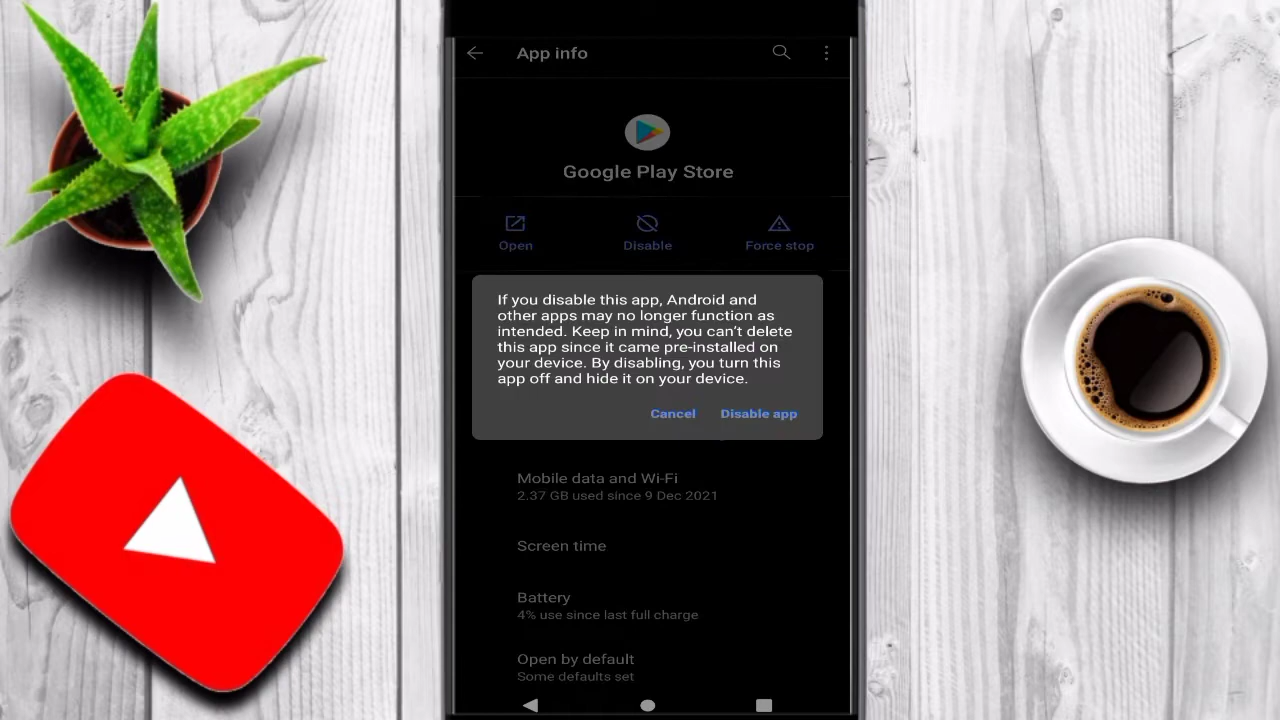 App info
Google Play Store
Open
Disable
Force stop
If you disable this app, Android and
other apps may no longer function as
intended. Keep in mind, you can't delete
this app since it came pre-installed on
your device. By disabling, you turn this
app off and hide it on your device.
Cancel
Disable app
Mobile data and Wi-Fi
2.37 GB used since 9 Dec 2021
Screen time
Battery
4% use since last full charge
Open by default
Some defaults set